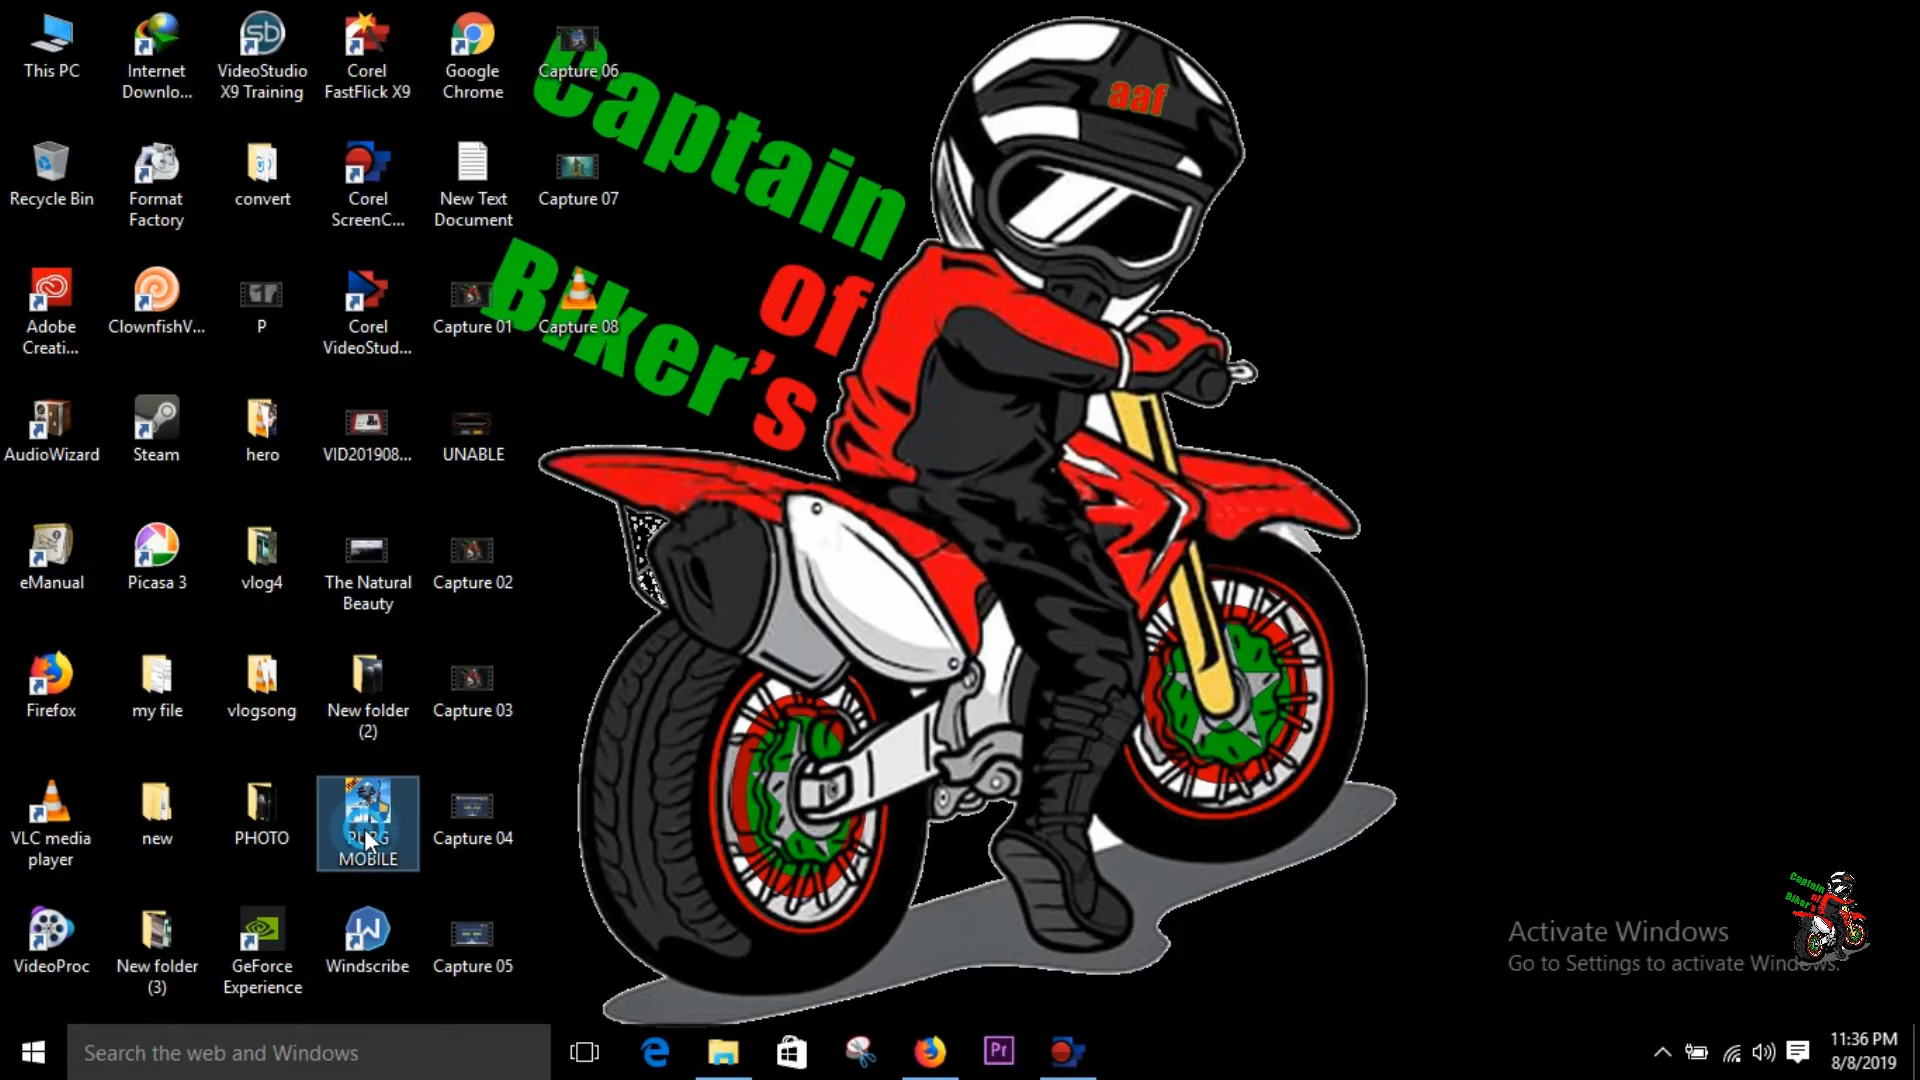 This PC
Internet
Downlo...
VideoStudio
X9 Training
Corel
FastFlick X9
Google
Chrome
Capture 06
Recycle Bin
Format
Factory
convert
Corel
ScreenC...
New Text
Document
Capture 07
Adobe
Creati...
ClownfishV...
P
Corel
VideoStud...
Capture 01
Capture 08
AudioWizard
Steam
hero
VID201908...
UNABLE
eManual
Picasa 3
vlog4
The Natural
Beauty
Capture 02
Firefox
my file
vlogsong
New folder
(2)
Capture 03
VLC media
player
new
PHOTO
PUBG
MOBILE
Capture 04
VideoProc
New folder
(3)
GeForce
Experience
Windscribe
Capture 05
Captain
of
Biker's
aaf
Captain
of
Biker's
Activate Windows
Go to Settings to activate Windows.
Search the web and Windows
Pr
11:36 PM
8/8/2019